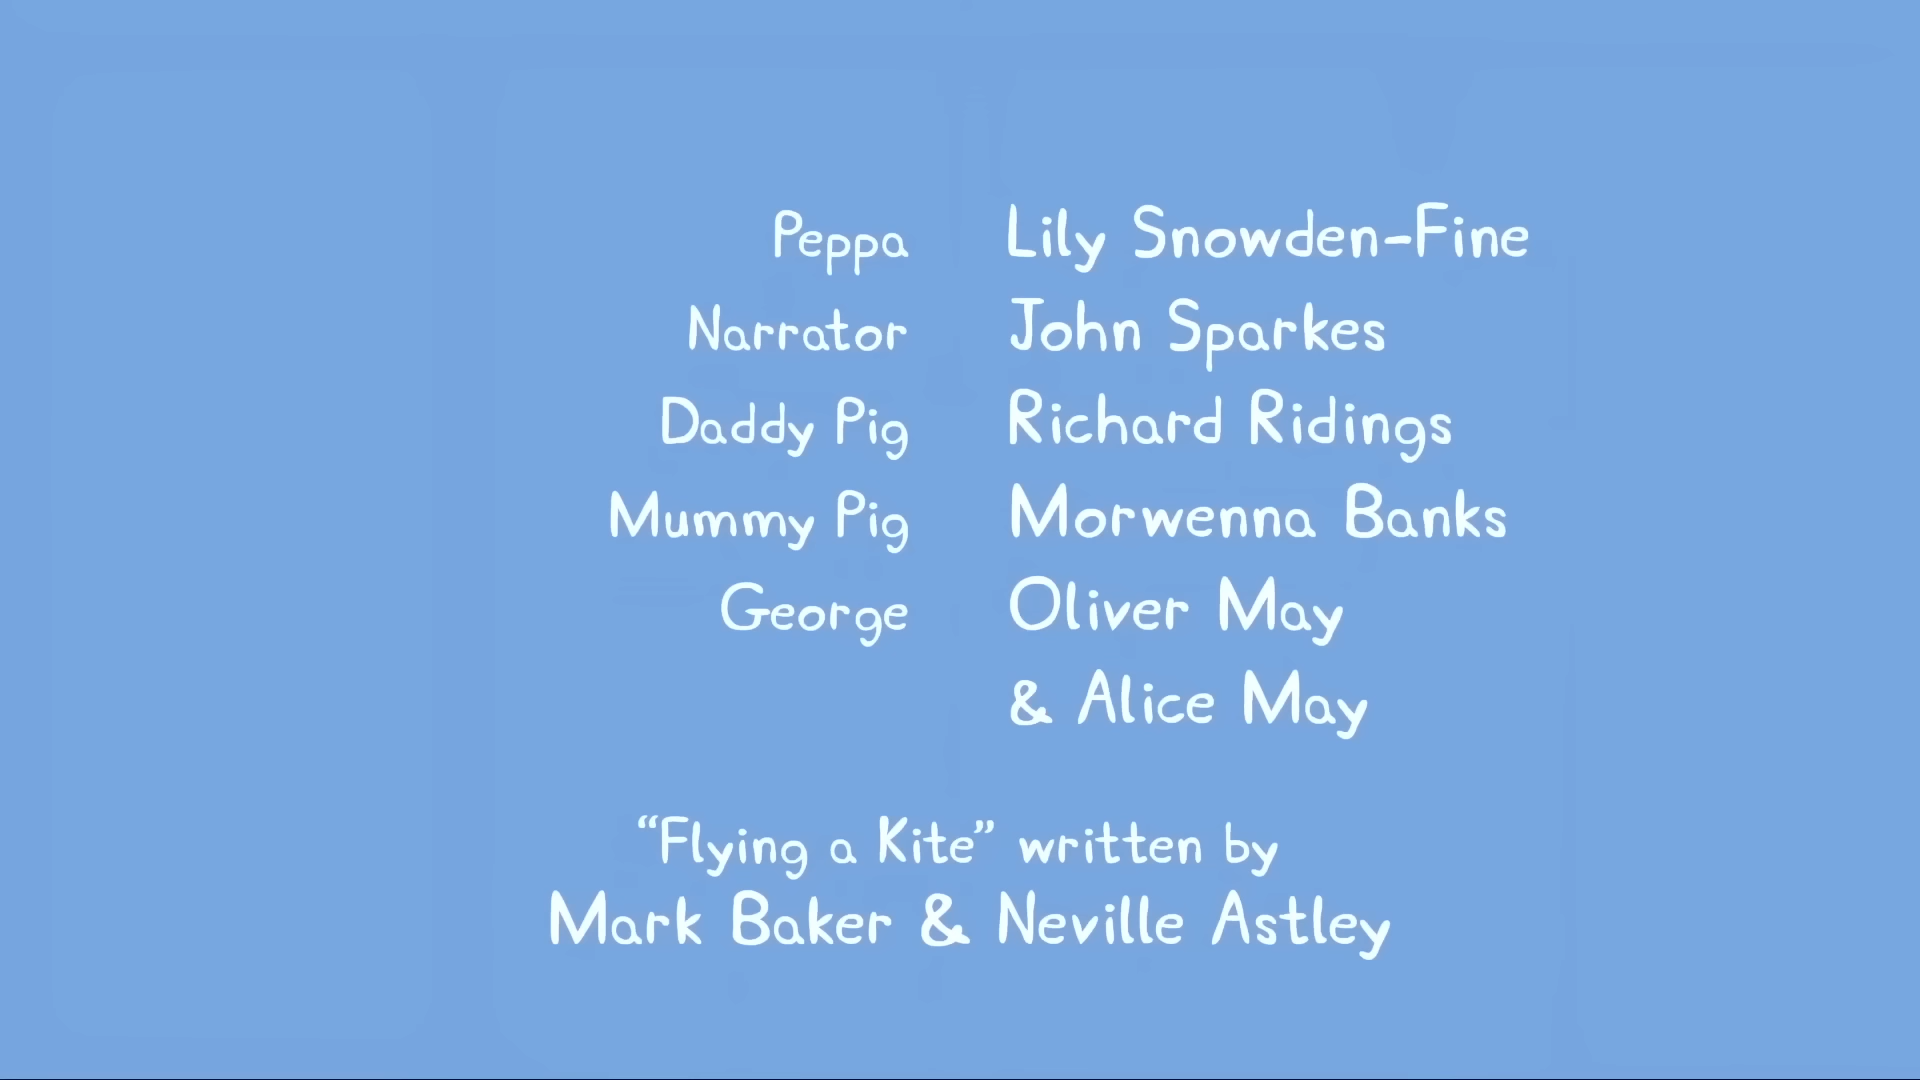 Peppa Lily Snowden-Fine
Narrator John Sparkes
Daddy Pig Richard Ridings
Mummy Pig Morwenna Banks
George Oliver May
& Alice May
“Flying a Kite” written by
Mark Baker & Neville Astley